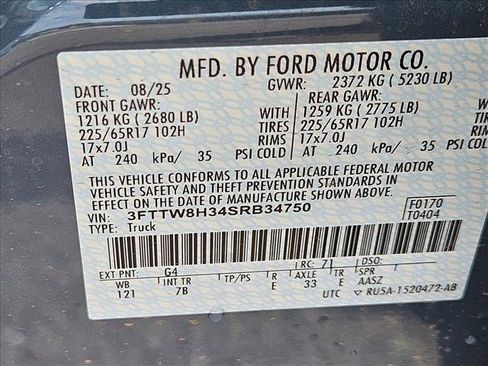 MFD. BY FORD MOTOR CO.
08/25 GVWR: 2372 KG ( 5230 LB)
FRONT GAWR: REAR GAWR:
1216 KG ( 2680 LB) WITH 1259 KG ( 2775 LB)
225/65R17 102H TIRES 225/65R17 102H
17x7.0J RIMS 17x7.0J
AT 240 kPa/ 35 PSI COLD AT 240 kPa/ 35 PSI COLD
THIS VEHICLE CONFORMS TO ALL APPLICABLE FEDERAL MOTOR
VEHICLE SAFETY AND THEFT PREVENTION STANDARDS IN EFFECT
ON THE DATE OF MANUFACTURE SHOWN ABOVE.
VIN: 3FTTW8H34SRB34750 F0170
TYPE: Truck T0404
EXT PNT: G4 RC: 71 DSO:
WB INT TR TP/PS R AXLE TR SPR
121 7B E 33 E AASZ
UTC RU5A-1520472-AB